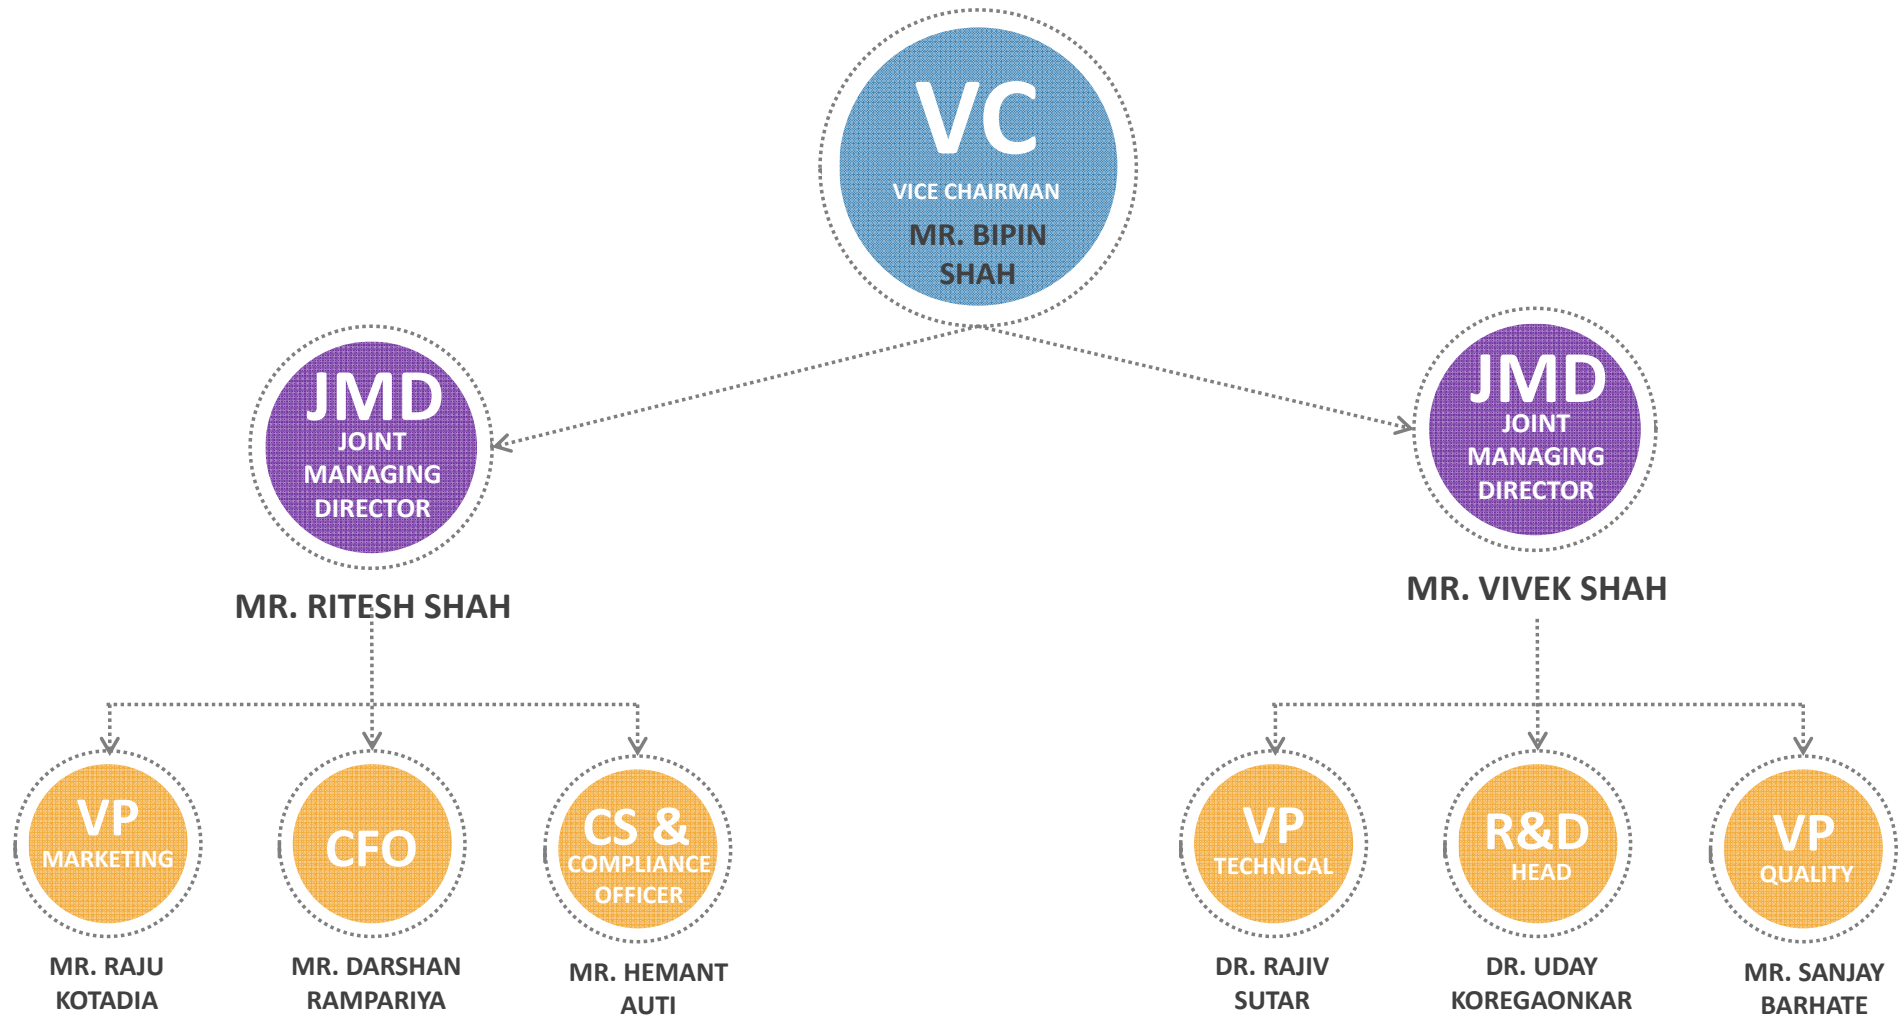 VC
VICE CHAIRMAN
MR. BIPIN
SHAH
JMD
JOINT
MANAGING
DIRECTOR
MR. RITESH SHAH
JMD
JOINT
MANAGING
DIRECTOR
MR. VIVEK SHAH
VP
MARKETING
MR. RAJU
KOTADIA
CFO
MR. DARSHAN
RAMPARIYA
CS &
COMPLIANCE
OFFICER
MR. HEMANT
AUTI
VP
TECHNICAL
DR. RAJIV
SUTAR
R&D
HEAD
DR. UDAY
KOREGAONKAR
VP
QUALITY
MR. SANJAY
BARHATE